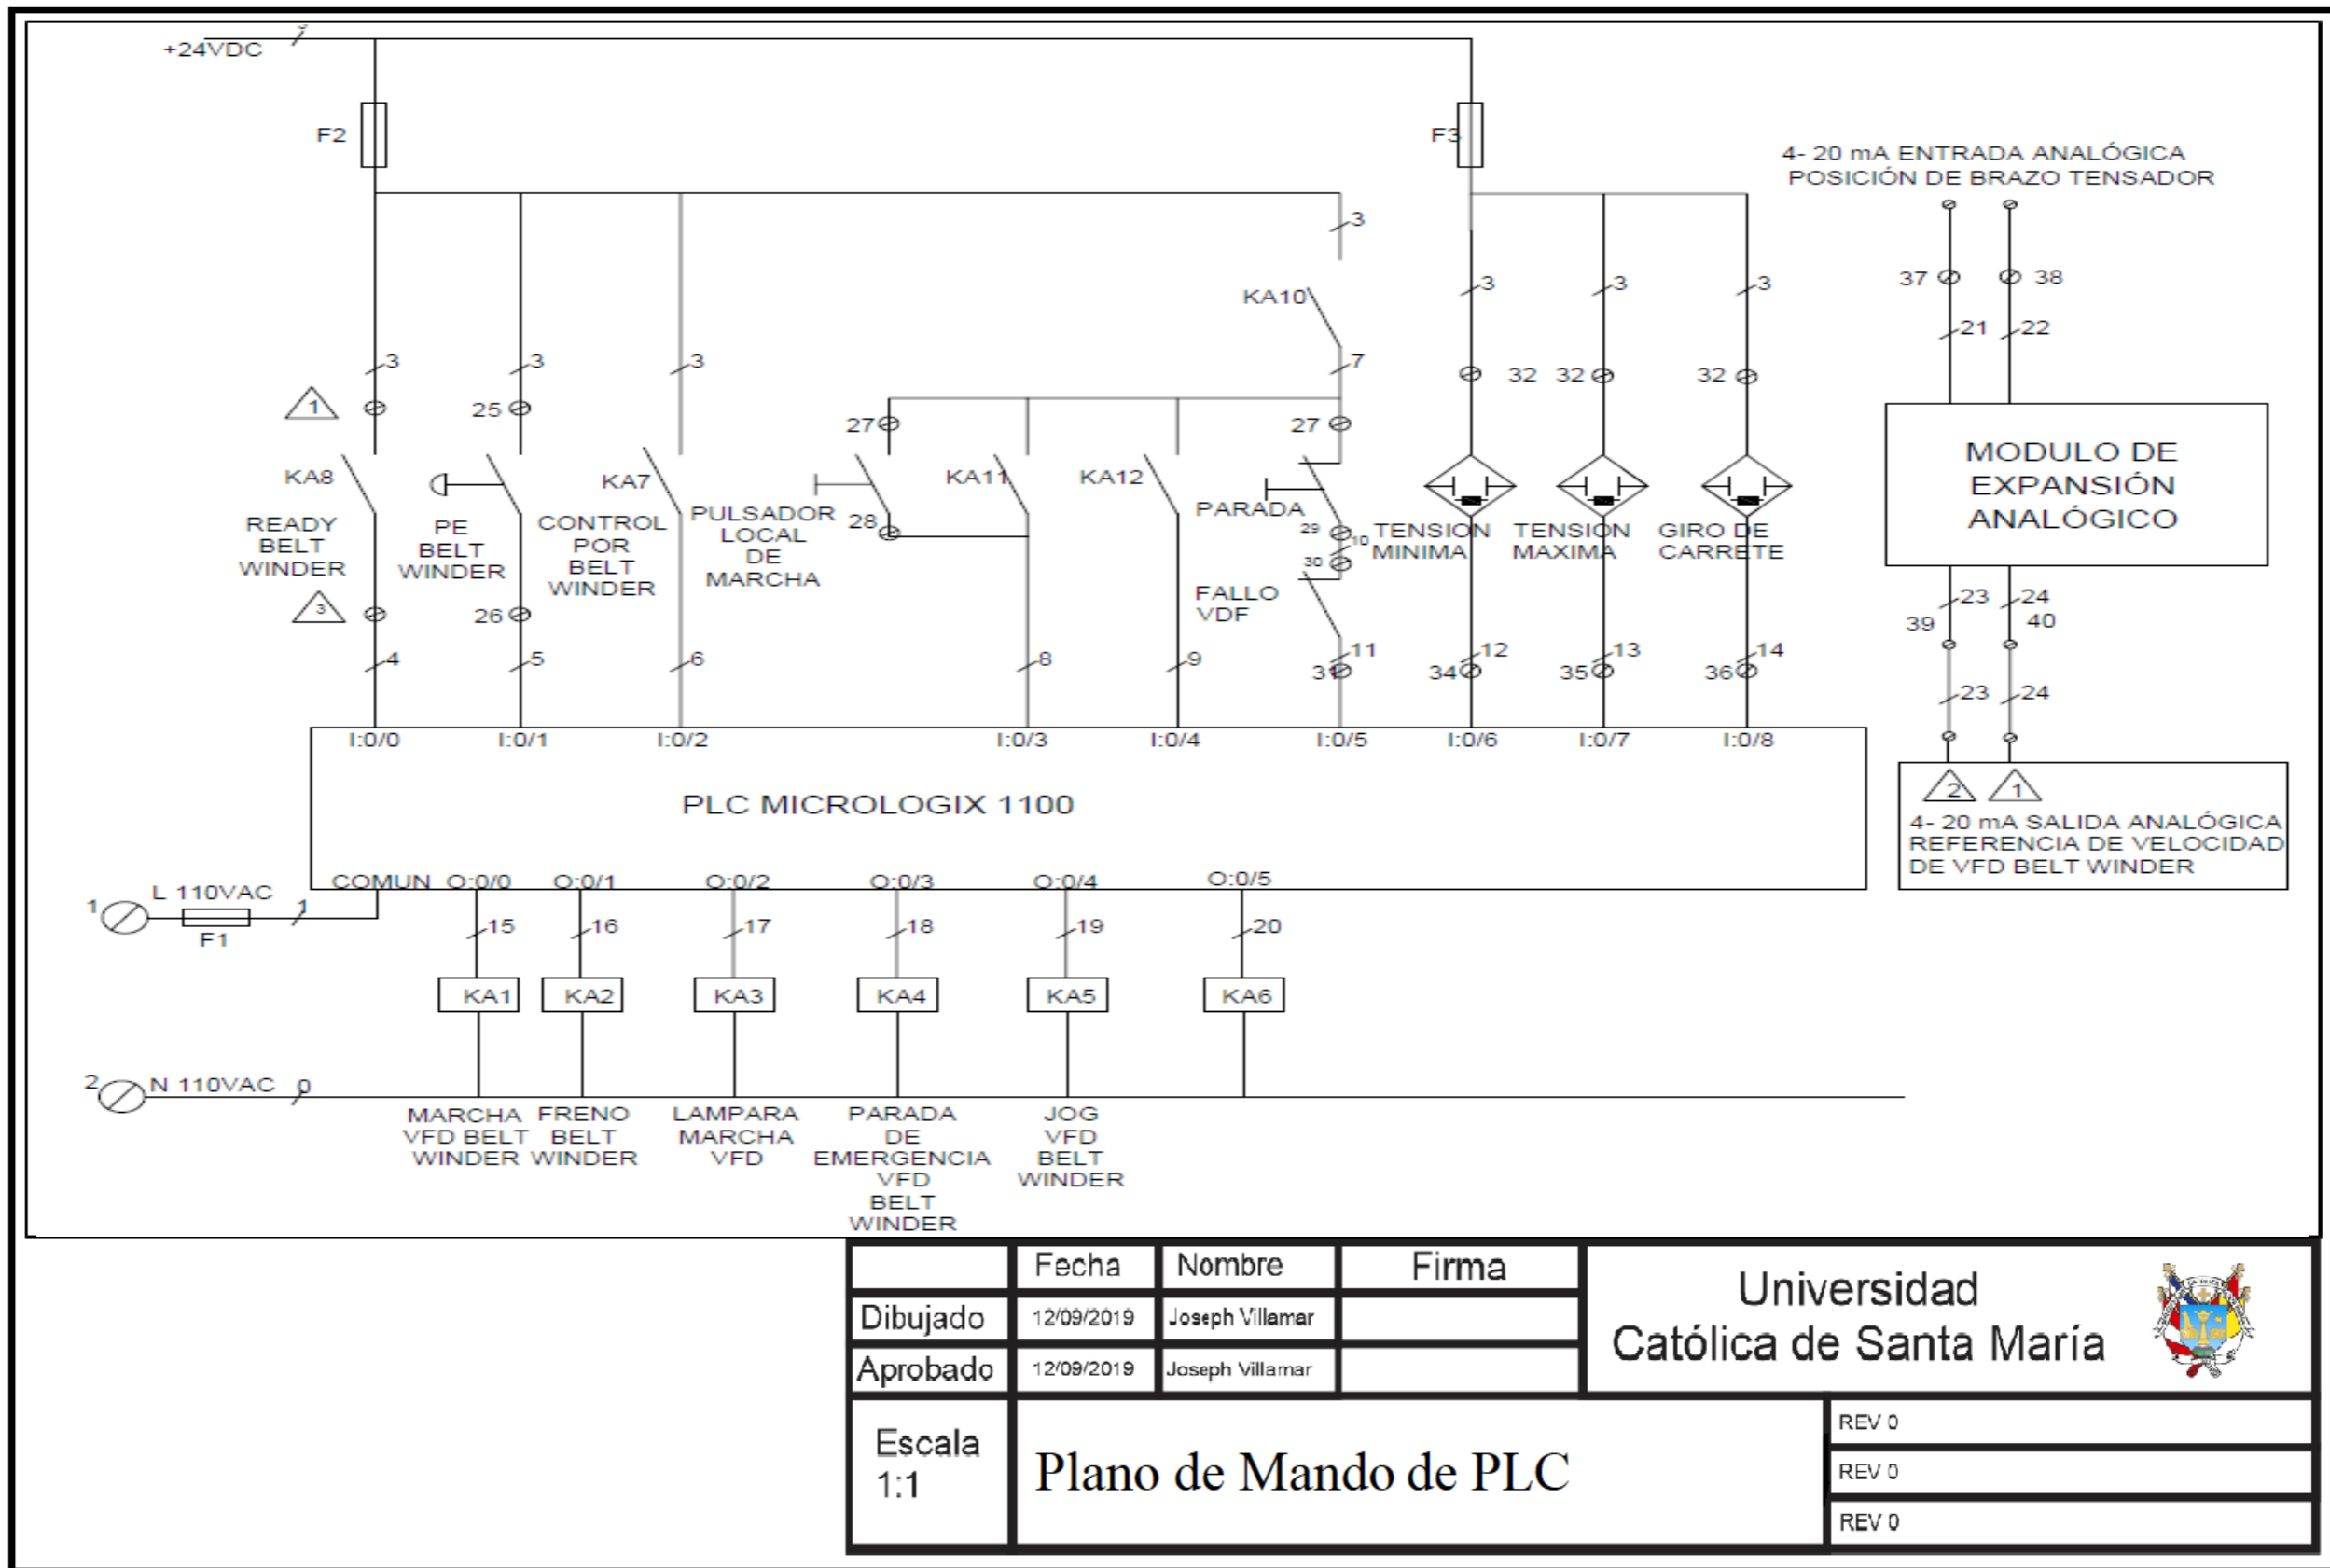 +24VDC
F2
F3
4- 20 mA ENTRADA ANALÓGICA
POSICIÓN DE BRAZO TENSADOR
3
KA10
3
3
3
37
38
21
22
3
3
3
7
1
25
27
27
32
32
32
KA8
READY
BELT
WINDER
PE
BELT
WINDER
KA7
CONTROL
POR
BELT
WINDER
PULSADOR
LOCAL
DE
MARCHA
28
KA11
KA12
PARADA
29
10
30
FALLO
VDF
TENSION
MINIMA
TENSION
MAXIMA
GIRO DE
CARRETE
MODULO DE
EXPANSIÓN
ANALÓGICO
3
26
23
24
39
40
4
5
6
8
9
11
31
12
34
13
35
14
36
23
24
I:0/0
I:0/1
I:0/2
I:0/3
I:0/4
I:0/5
I:0/6
I:0/7
I:0/8
PLC MICROLOGIX 1100
2
1
4- 20 mA SALIDA ANALÓGICA
REFERENCIA DE VELOCIDAD
DE VFD BELT WINDER
COMUN
O:0/0
O:0/1
O:0/2
O:0/3
O:0/4
O:0/5
1
L 110VAC
1
F1
15
16
17
18
19
20
KA1
KA2
KA3
KA4
KA5
KA6
2
N 110VAC
0
MARCHA
VFD BELT
WINDER
FRENO
BELT
WINDER
LAMPARA
MARCHA
VFD
PARADA
DE
EMERGENCIA
VFD
BELT
WINDER
JOG
VFD
BELT
WINDER
Fecha
Nombre
Firma
Dibujado
12/09/2019
Joseph Villamar
Aprobado
12/09/2019
Joseph Villamar
Universidad
Católica de Santa María
Escala
1:1
Plano de Mando de PLC
REV 0
REV 0
REV 0